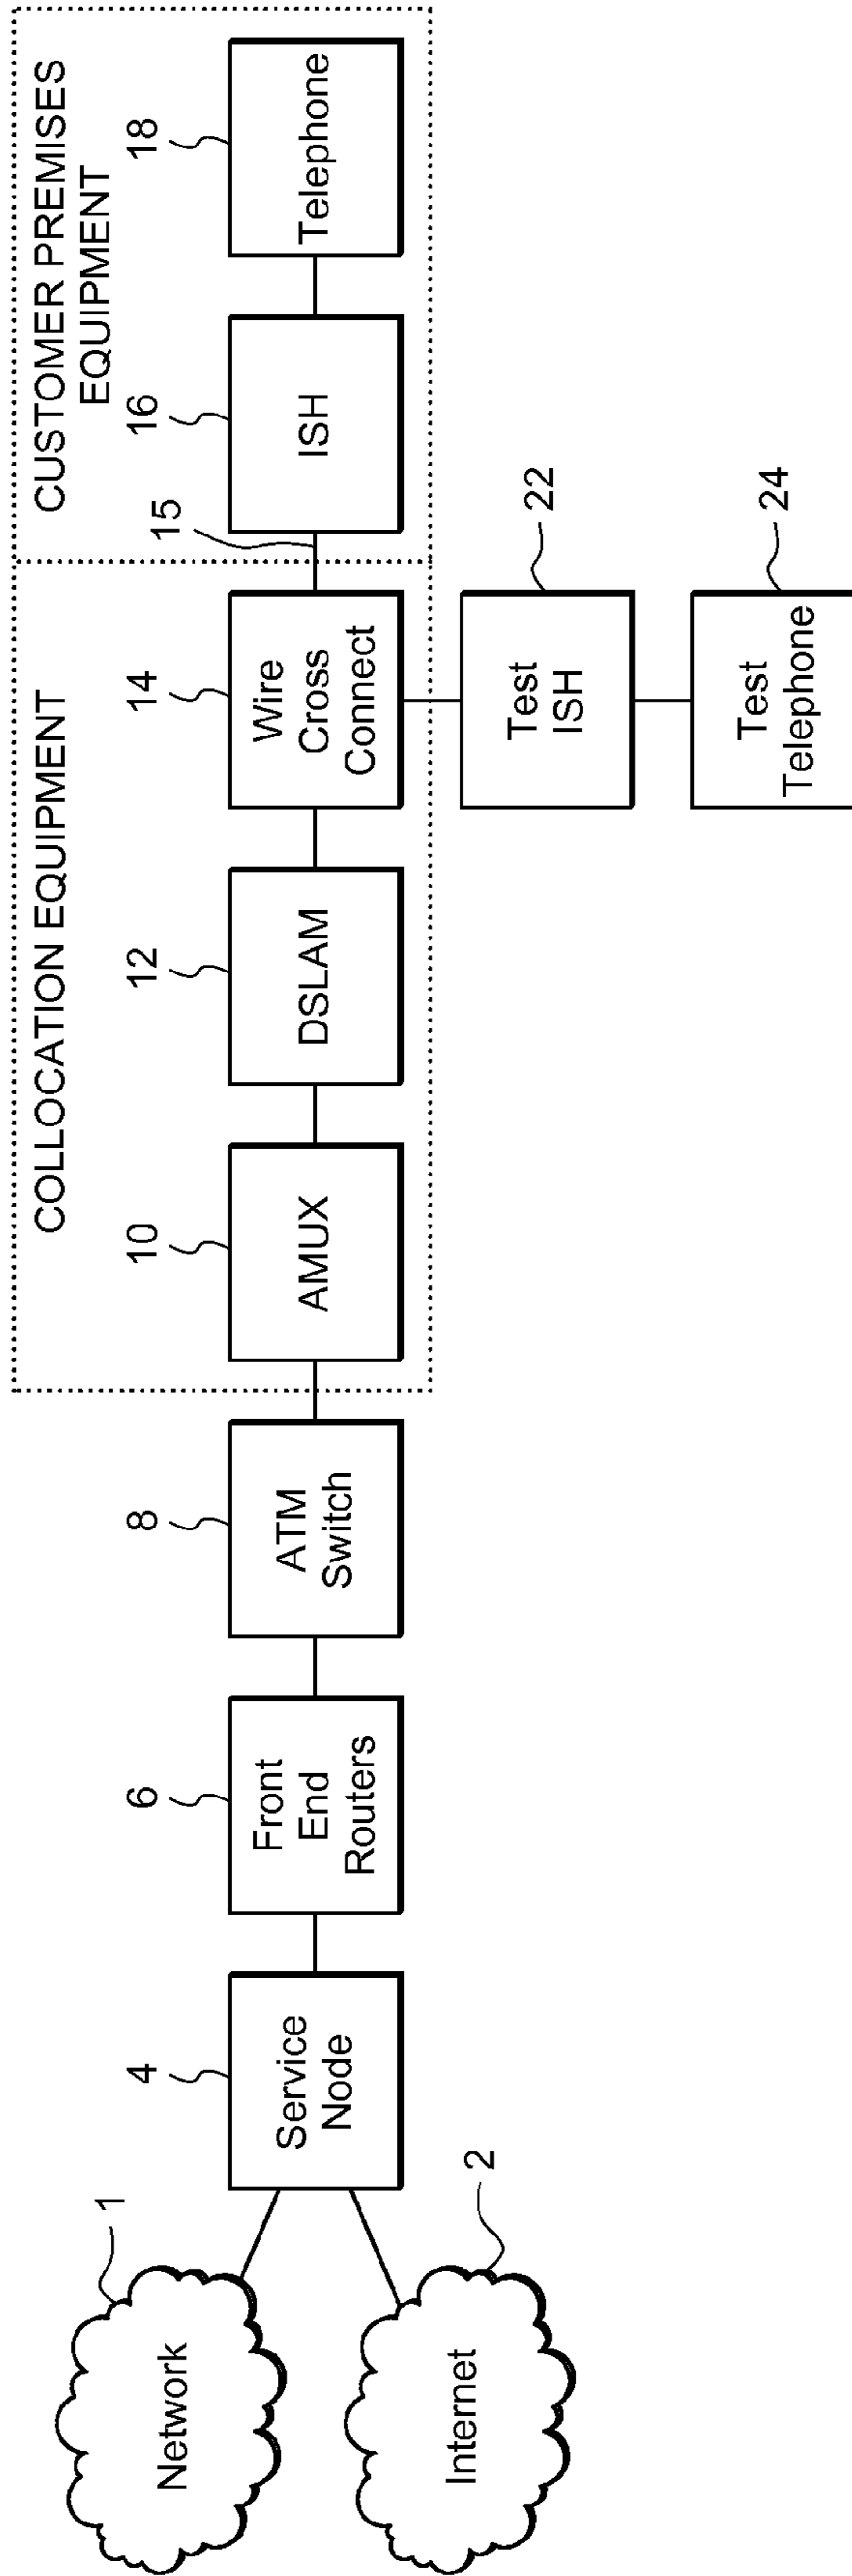 COLLOCATION EQUIPMENT
CUSTOMER PREMISES
EQUIPMENT
1
Network
2
Internet
4
Service
Node
6
Front
End
Routers
8
ATM
Switch
10
AMUX
12
DSLAM
14
Wire
Cross
Connect
15
16
ISH
18
Telephone
22
Test
ISH
24
Test
Telephone